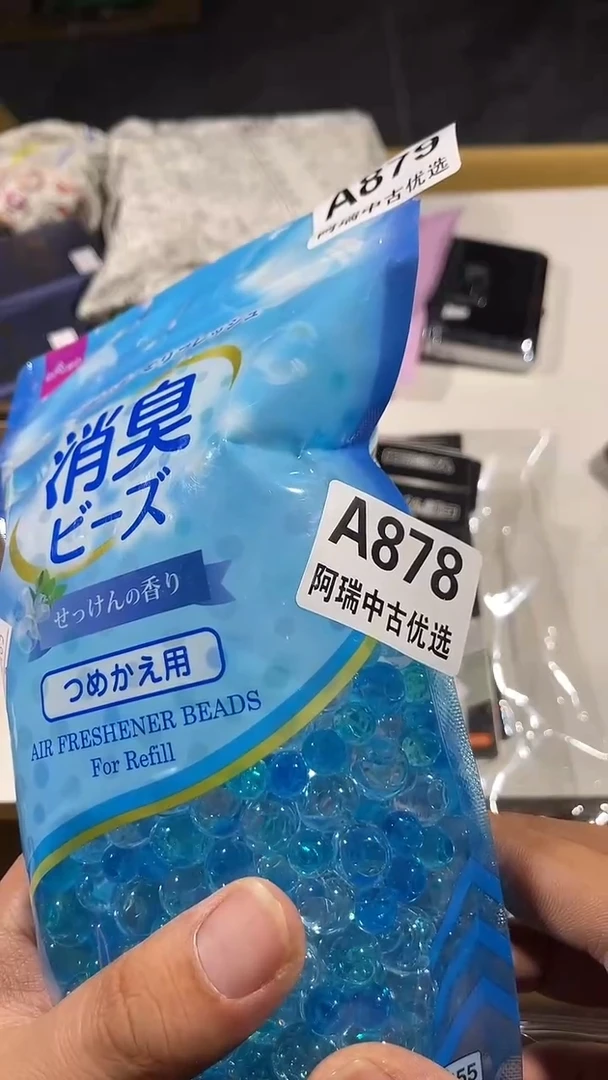 A879
阿瑞中古优选
消臭
ビーズ
A878
阿瑞中古优选
せっけんの香り
つめかえ用
AIR FRESHENER BEADS
For Refill
55